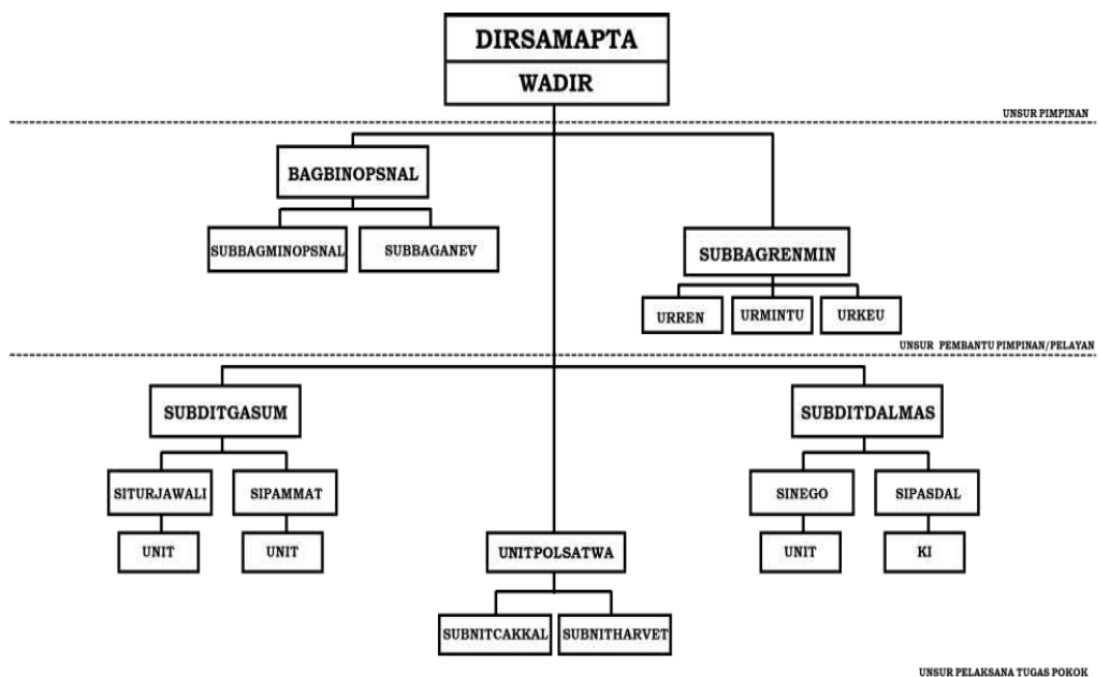 DIRSAMAPTA
WADIR
UNSUR PIMPINAN
BAGBINOPSNAL
SUBBAGMINOPSNAL
SUBBAGANEV
SUBBAGRENMIN
URREN
URMINTU
URKEU
UNSUR PEMBANTU PIMPINAN/PELAYAN
SUBDITGASUM
SUBDITDALMAS
SITURJAWALI
SIPAMMAT
SINEGO
SIPASDAL
UNIT
UNIT
UNITPOLSATWA
UNIT
KI
SUBNITCAKKAL
SUBNITHARVET
UNSUR PELAKSANA TUGAS POKOK